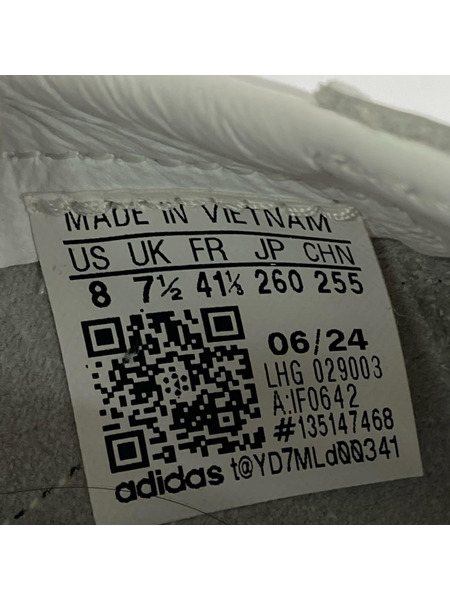 MADE IN VIETNAM
US UK FR JP CHN
8 7½ 41⅓ 260 255
06/24
LHG 029003
A:IF0642
#135147468
adidas t@YD7MLd00341